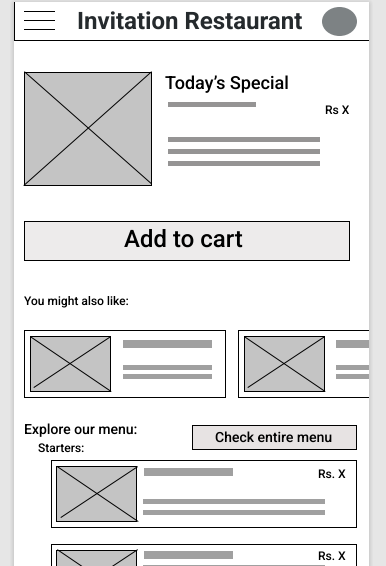 Invitation Restaurant
Today's Special
Rs X
Add to cart
You might also like:
Explore our menu:
Check entire menu
Starters:
Rs. X
Rs. X